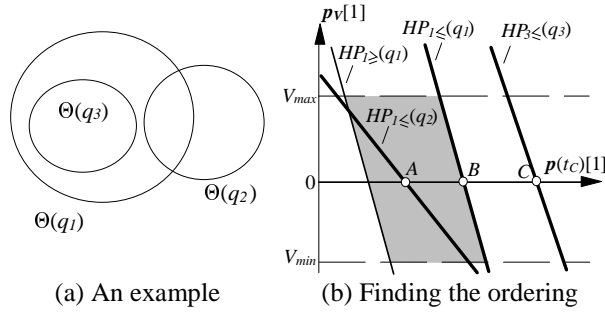 Θ(q3)
Θ(q2)
Θ(q1)
(a) An example
pV[1]
HP1≥(q1)
HP1≤(q1)
HP3≤(q3)
Vmax
HP1≤(q2)
A
B
C
p(tC)[1]
0
Vmin
(b) Finding the ordering